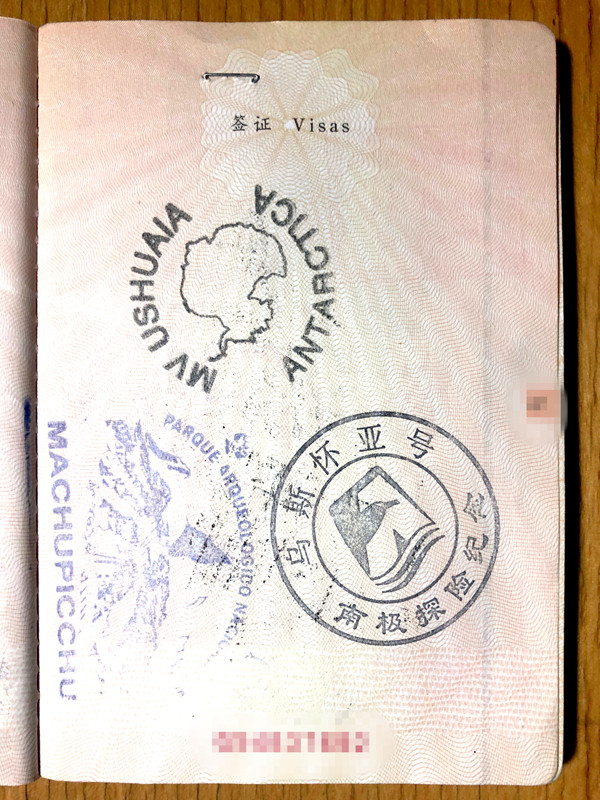 签证 Visas
MV USHUAIA
ANTARCTICA
乌斯怀亚号
南极探险纪念
PARQUE ARQUEOLOGICO
MACHUPICCHU